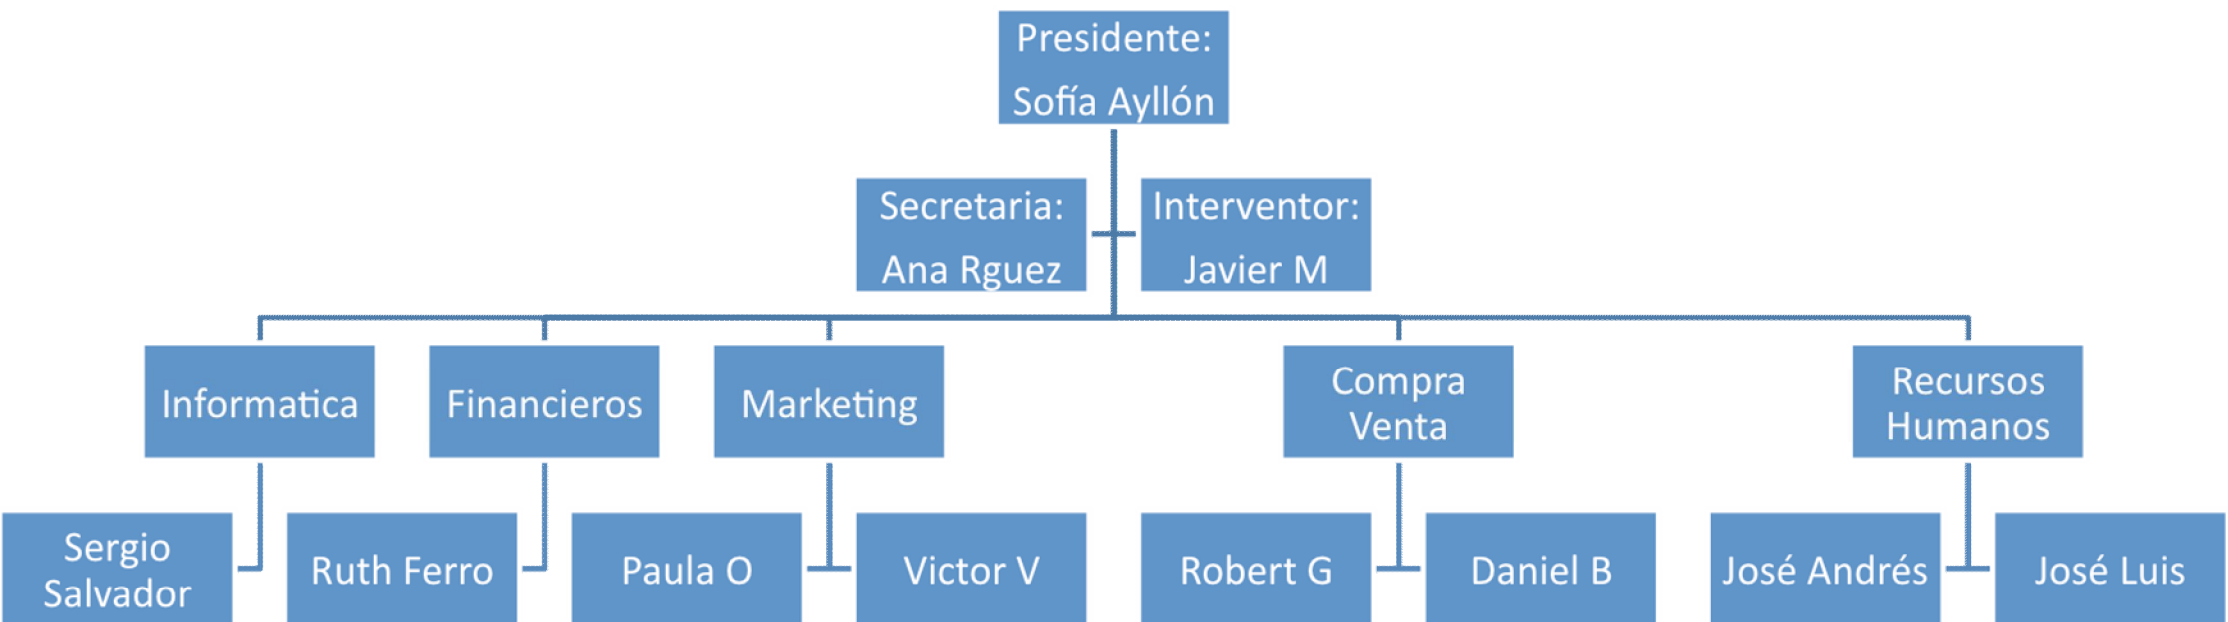 Presidente:
Sofía Ayllón
Secretaria:
Ana Rguez
Interventor:
Javier M
Informatica
Financieros
Marketing
Compra
Venta
Recursos
Humanos
Sergio
Salvador
Ruth Ferro
Paula O
Victor V
Robert G
Daniel B
José Andrés
José Luis